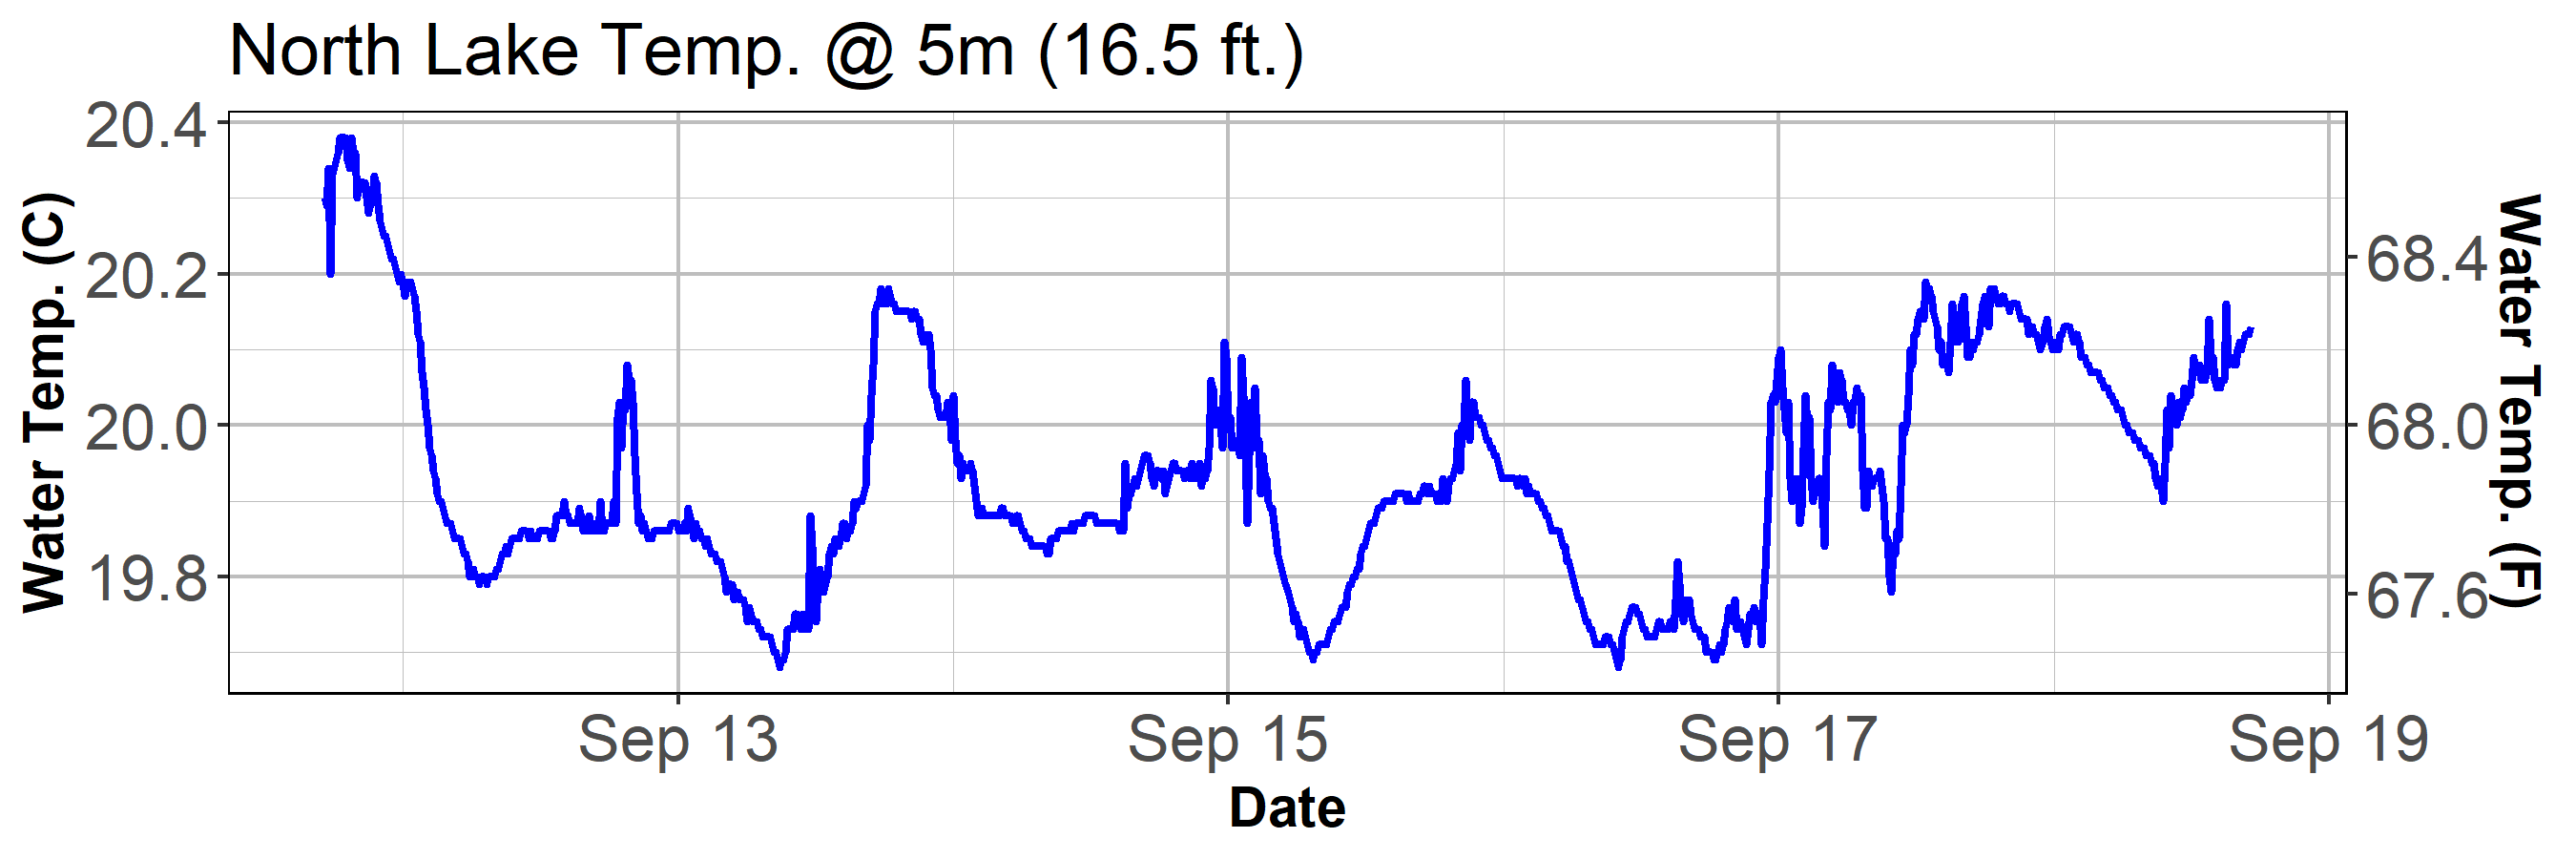 North Lake Temp. @ 5m (16.5 ft.)
Water Temp. (C)
20.4
20.2
20.0
19.8
68.4
68.0
67.6
Water Temp. (F)
Sep 13
Sep 15
Sep 17
Sep 19
Date